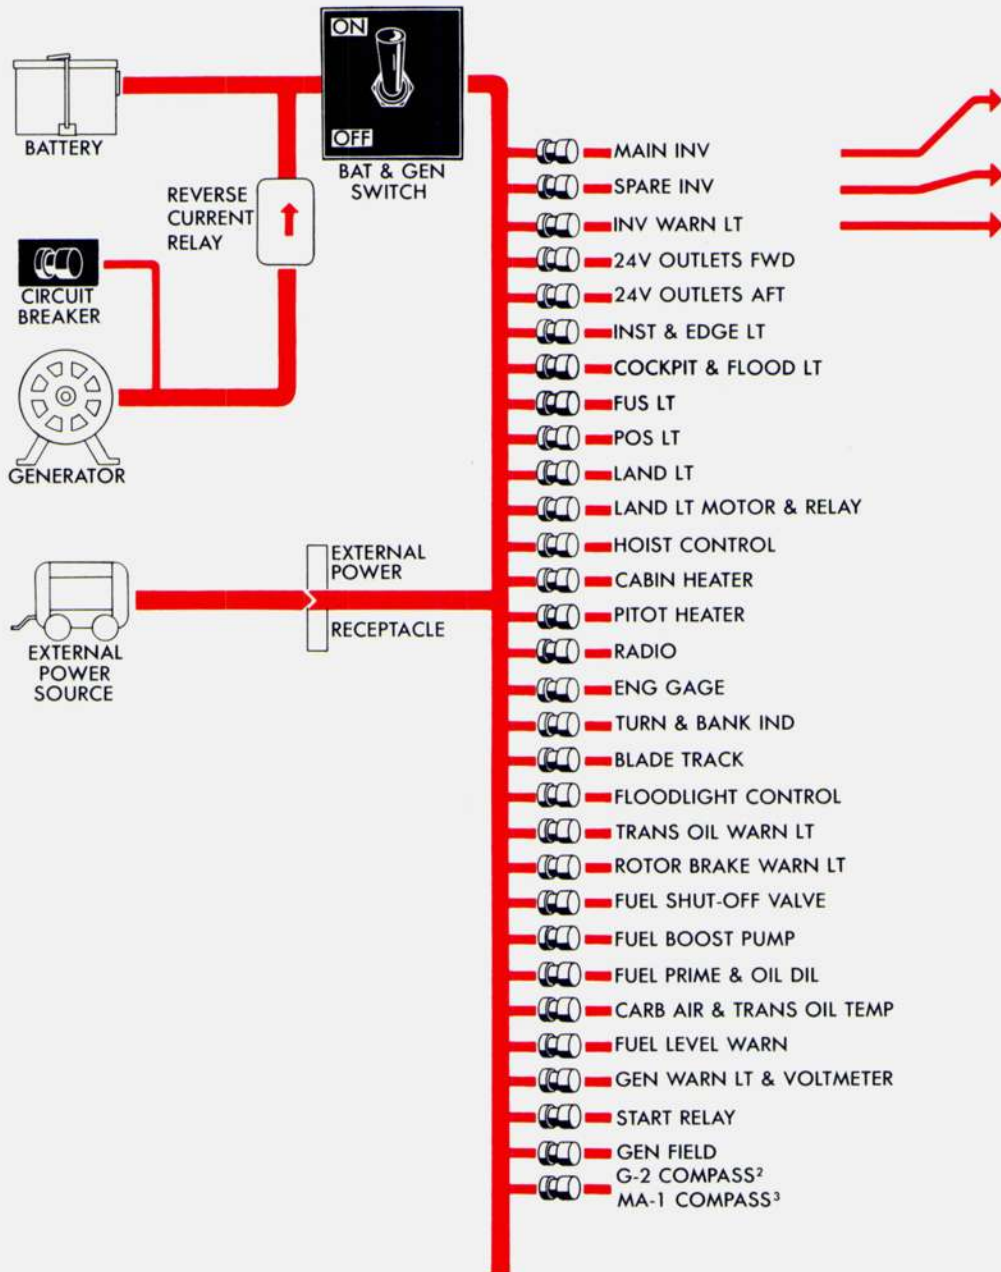 ON
OFF
BATTERY
BAT & GEN
SWITCH
REVERSE
CURRENT
RELAY
CIRCUIT
BREAKER
GENERATOR
EXTERNAL
POWER
RECEPTACLE
EXTERNAL
POWER
SOURCE
MAIN INV
SPARE INV
INV WARN LT
24V OUTLETS FWD
24V OUTLETS AFT
INST & EDGE LT
COCKPIT & FLOOD LT
FUS LT
POS LT
LAND LT
LAND LT MOTOR & RELAY
HOIST CONTROL
CABIN HEATER
PITOT HEATER
RADIO
ENG GAGE
TURN & BANK IND
BLADE TRACK
FLOODLIGHT CONTROL
TRANS OIL WARN LT
ROTOR BRAKE WARN LT
FUEL SHUT-OFF VALVE
FUEL BOOST PUMP
FUEL PRIME & OIL DIL
CARB AIR & TRANS OIL TEMP
FUEL LEVEL WARN
GEN WARN LT & VOLTMETER
START RELAY
GEN FIELD
G-2 COMPASS²
MA-1 COMPASS³